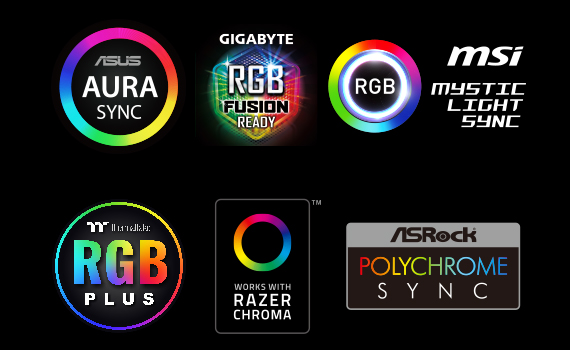 ASUS
AURA
SYNC
GIGABYTE
RGB
FUSION
READY
RGB
msi
MYSTIC
LIGHT
SYNC
thermaltake
RGB
PLUS
TM
WORKS WITH
RAZER
CHROMA
ASRock
POLYCHROME
SYNC